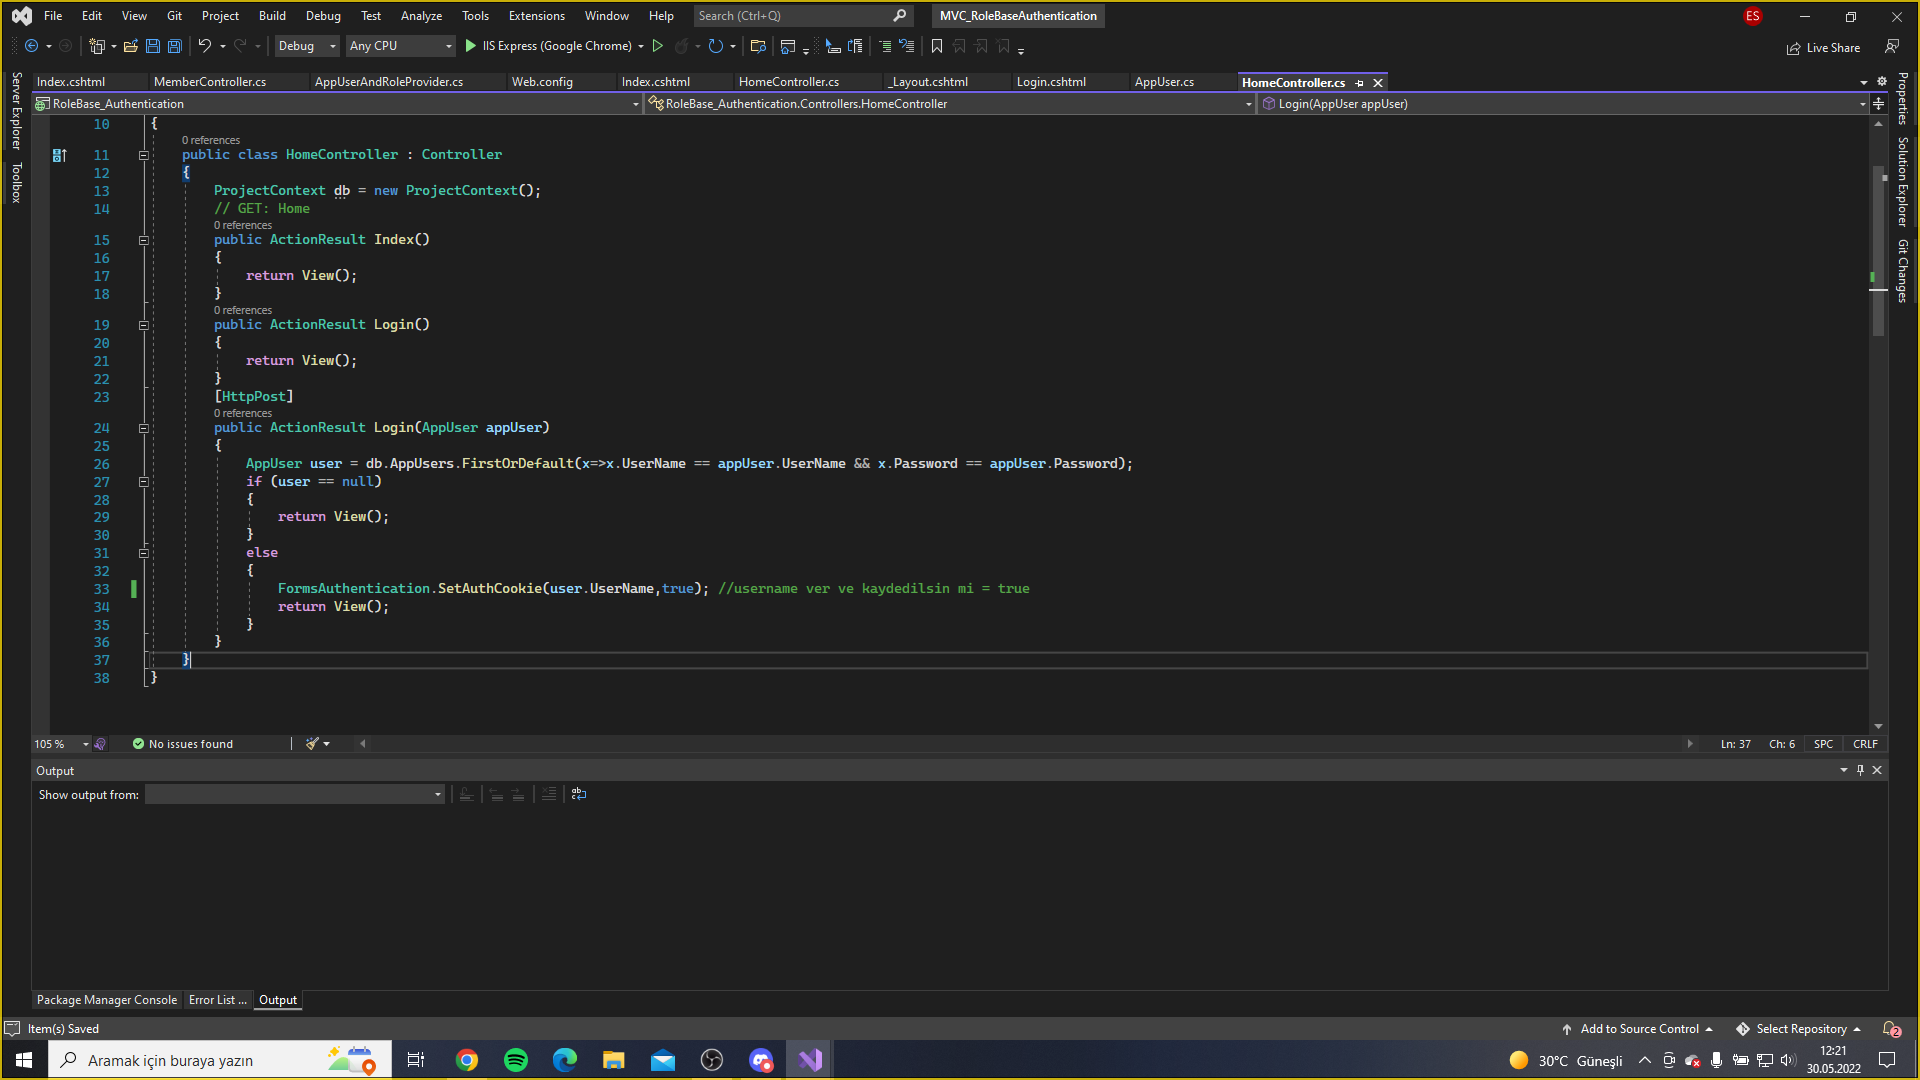 File Edit View Git Project Build Debug Test Analyze Tools Extensions Window Help Search (Ctrl+Q) MVC_RoleBaseAuthentication ES
Debug Any CPU IIS Express (Google Chrome) Live Share
Index.cshtml MemberController.cs AppUserAndRoleProvider.cs Web.config Index.cshtml HomeController.cs _Layout.cshtml Login.cshtml AppUser.cs HomeController.cs
RoleBase_Authentication RoleBase_Authentication.Controllers.HomeController Login(AppUser appUser)
Server Explorer
Toolbox
Properties
Solution Explorer
Git Changes
10 {
0 references
11 public class HomeController : Controller
12 {
13 ProjectContext db = new ProjectContext();
14 // GET: Home
0 references
15 public ActionResult Index()
16 {
17 return View();
18 }
0 references
19 public ActionResult Login()
20 {
21 return View();
22 }
23 [HttpPost]
0 references
24 public ActionResult Login(AppUser appUser)
25 {
26 AppUser user = db.AppUsers.FirstOrDefault(x=>x.UserName == appUser.UserName && x.Password == appUser.Password);
27 if (user == null)
28 {
29 return View();
30 }
31 else
32 {
33 FormsAuthentication.SetAuthCookie(user.UserName,true); //username ver ve kaydedilsin mi = true
34 return View();
35 }
36 }
37 }
38 }
105 % No issues found Ln: 37 Ch: 6 SPC CRLF
Output
Show output from:
Package Manager Console Error List ... Output
Item(s) Saved Add to Source Control Select Repository 2
Aramak için buraya yazın 30°C Güneşli 12:21
30.05.2022